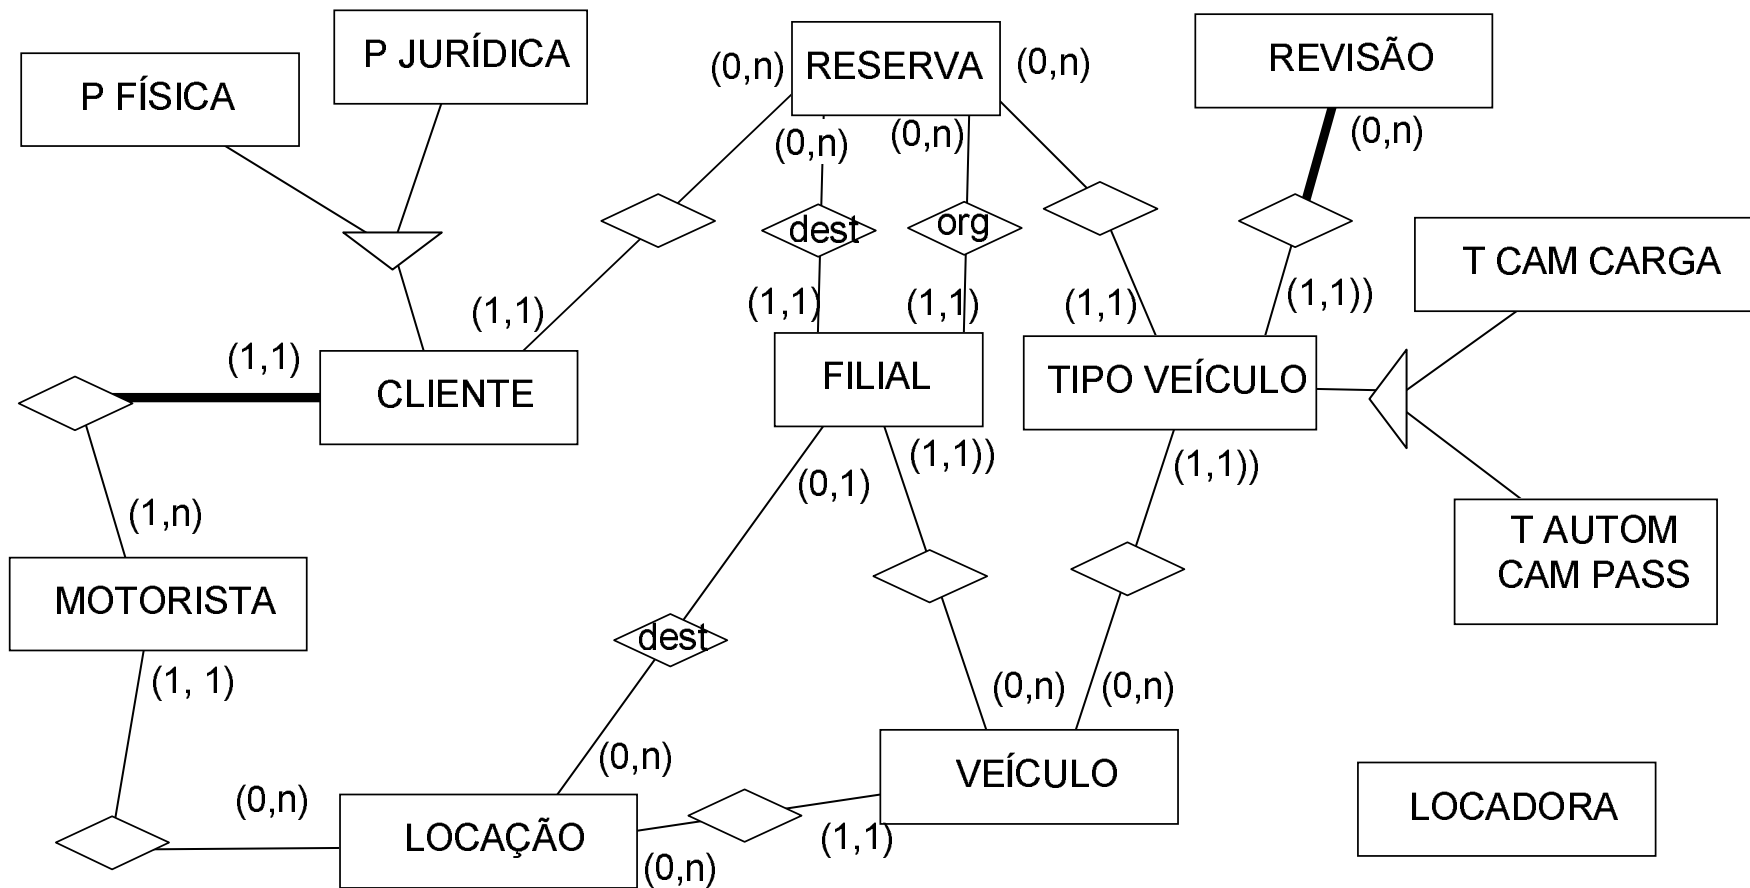 P JURÍDICA
P FÍSICA
(0,n)
RESERVA
(0,n)
REVISÃO
(0,n)
(0,n)
(0,n)
dest
org
T CAM CARGA
(1,1)
(1,1)
(1,1)
(1,1)
(1,1))
(1,1)
CLIENTE
FILIAL
TIPO VEÍCULO
(0,1)
(1,1))
(1,1))
(1,n)
T AUTOM
CAM PASS
MOTORISTA
dest
(1, 1)
(0,n)
(0,n)
(0,n)
(0,n)
VEÍCULO
LOCADORA
LOCAÇÃO
(1,1)
(0,n)